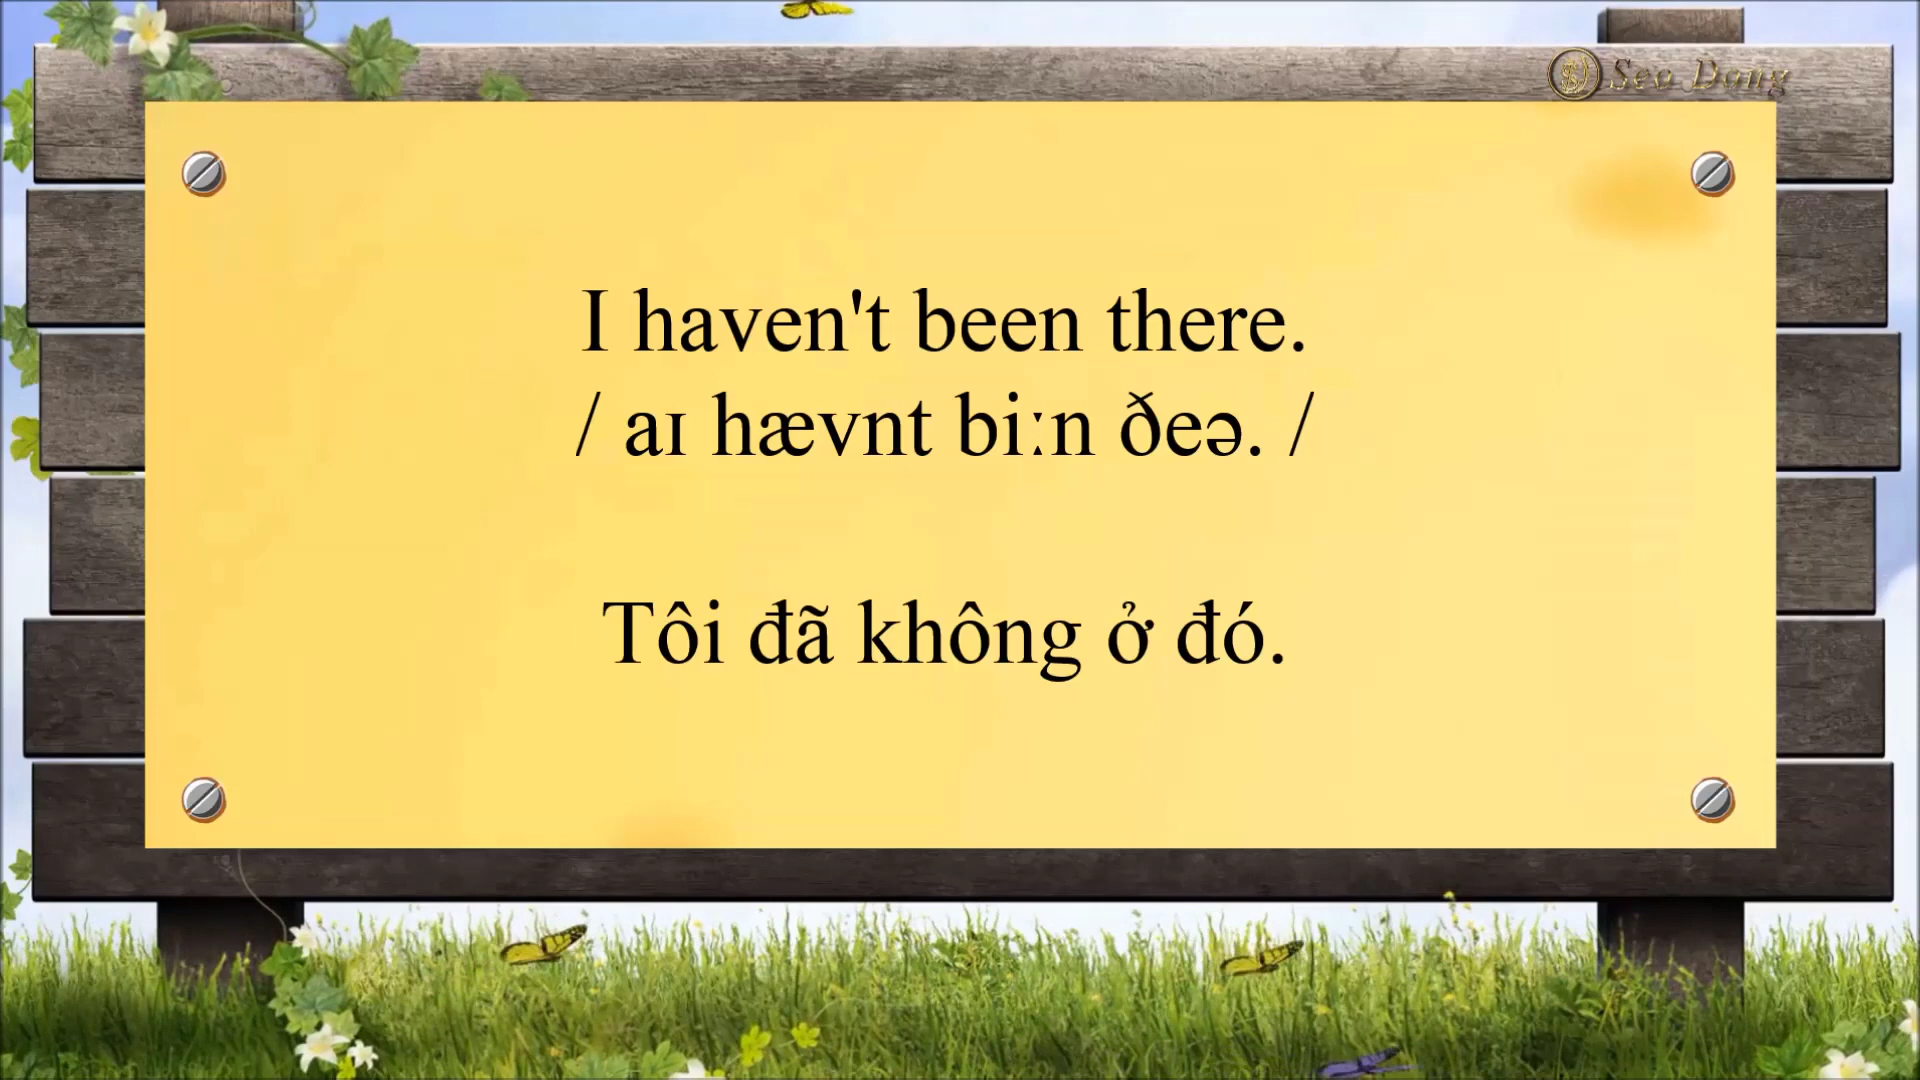 Seo Dong
I haven't been there.
/ aɪ hævnt biːn ðeə. /
Tôi đã không ở đó.